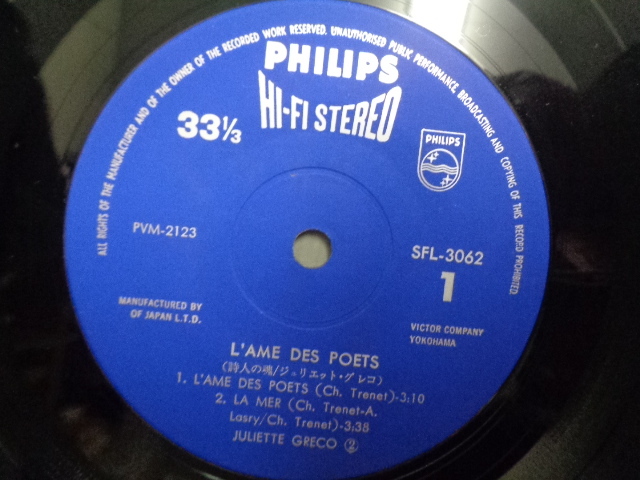 ALL RIGHTS OF THE MANUFACTURER AND OF THE OWNER OF THE RECORDED WORK RESERVED. UNAUTHORISED PUBLIC PERFORMANCE, BROADCASTING AND COPYING OF THIS RECORD PROHIBITED.
PHILIPS
HI-FI STEREO
33⅓
PHILIPS
PVM-2123
SFL-3062
1
MANUFACTURED BY
OF JAPAN L.T.D.
VICTOR COMPANY
YOKOHAMA
L'AME DES POETS
(詩人の魂/ジュリエット・グレコ)
1. L'AME DES POETS (Ch. Trenet)-3:10
2. LA MER (Ch. Trenet-A.
Lasry/Ch. Trenet)-3:38
JULIETTE GRECO ②